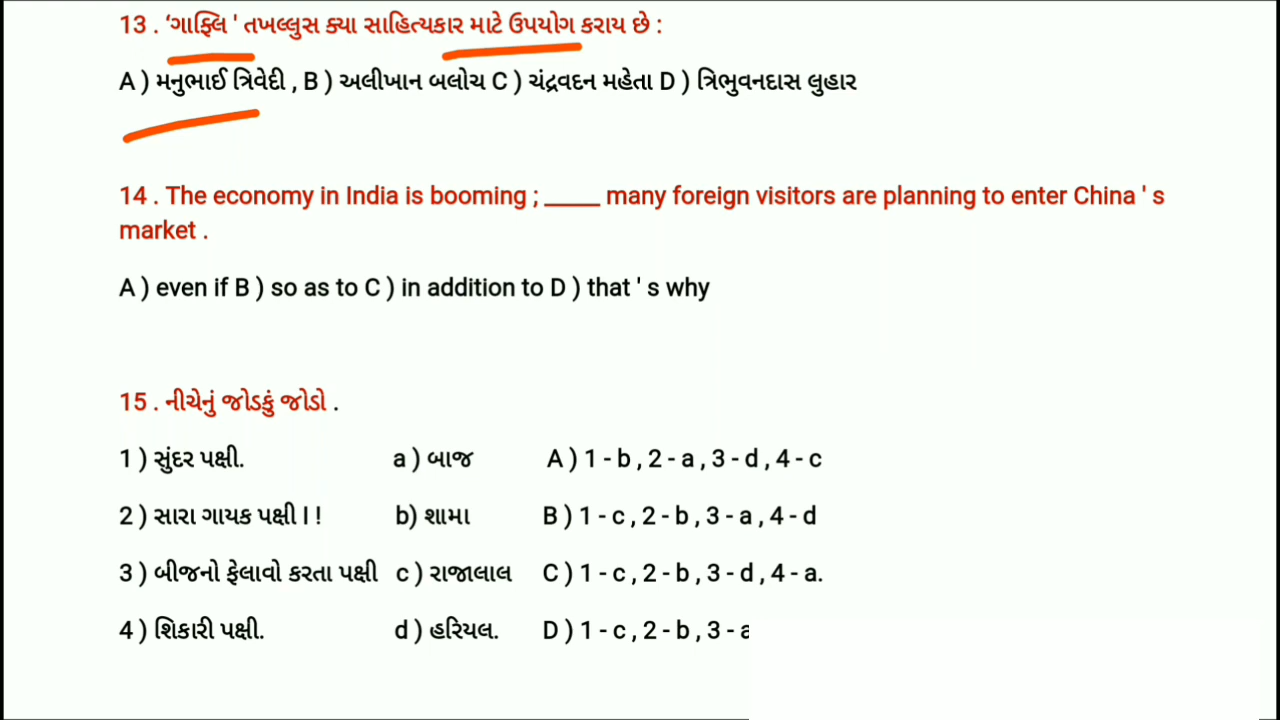 13 . 'ગાફ્લિ ' તખલ્લુસ ક્યા સાહિત્યકાર માટે ઉપયોગ કરાય છે :
A ) મનુભાઈ ત્રિવેદી , B ) અલીખાન બલોચ C ) ચંદ્રવદન મહેતા D ) ત્રિભુવનદાસ લુહાર
14 . The economy in India is booming ; _____ many foreign visitors are planning to enter China ' s
market .
A ) even if B ) so as to C ) in addition to D ) that ' s why
15 . નીચેનું જોડકું જોડો .
1 ) સુંદર પક્ષી. a ) બાજ A ) 1 - b , 2 - a , 3 - d , 4 - c
2 ) સારા ગાયક પક્ષી I ! b) શામા B ) 1 - c , 2 - b , 3 - a , 4 - d
3 ) બીજનો ફેલાવો કરતા પક્ષી c ) રાજાલાલ C ) 1 - c , 2 - b , 3 - d , 4 - a.
4 ) શિકારી પક્ષી. d ) હરિયલ. D ) 1 - c , 2 - b , 3 -